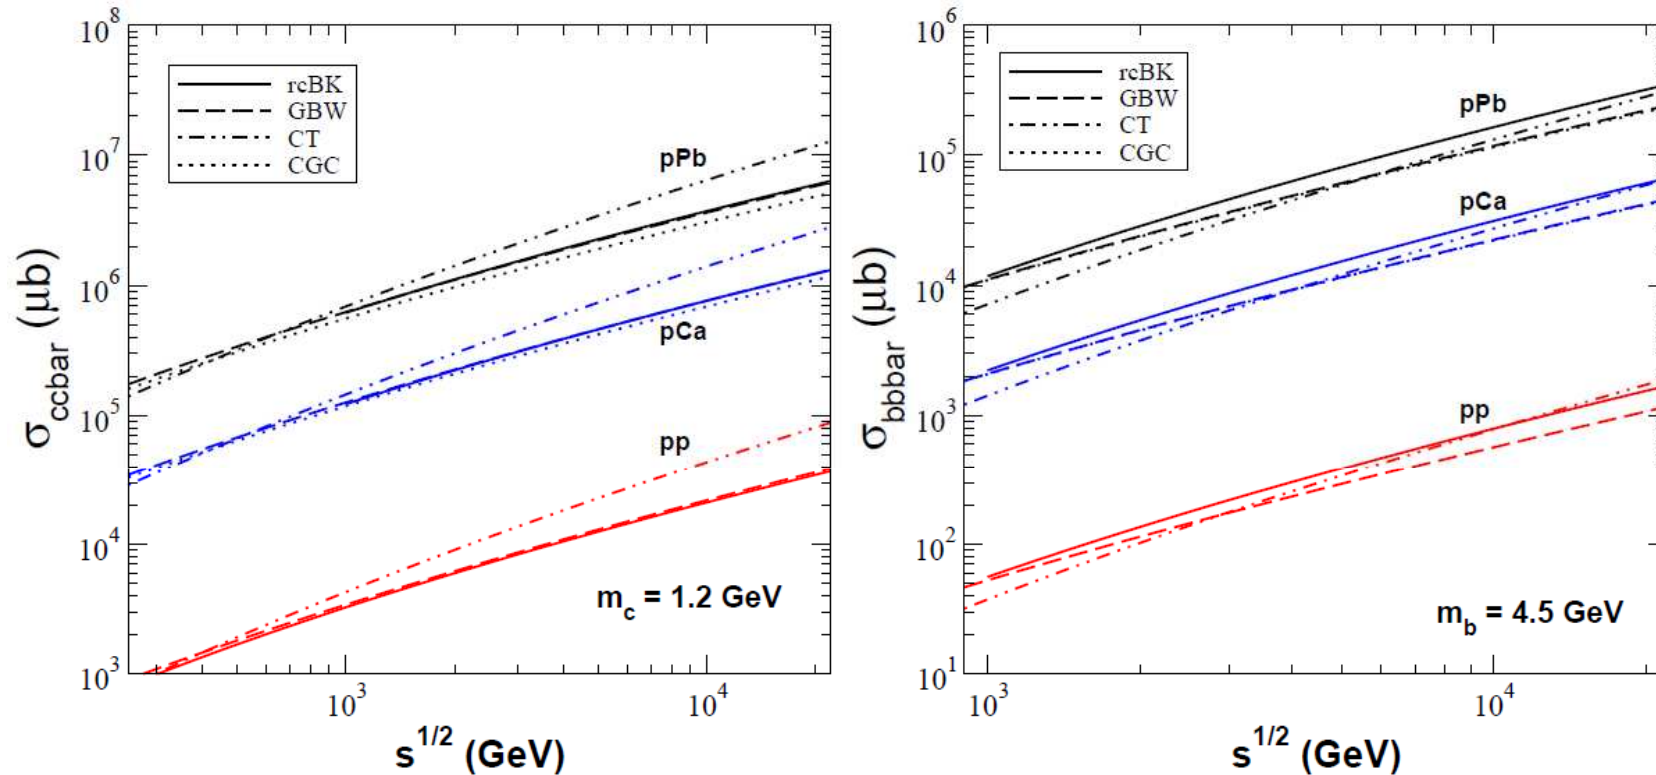 10^8
10^7
10^6
10^5
10^4
10^3
σ_ccbar (μb)
rcBK
GBW
CT
CGC
pPb
pCa
pp
m_c = 1.2 GeV
10^3
10^4
s^1/2 (GeV)
10^6
10^5
10^4
10^3
10^2
10^1
σ_bbbar (μb)
rcBK
GBW
CT
CGC
pPb
pCa
pp
m_b = 4.5 GeV
10^3
10^4
s^1/2 (GeV)